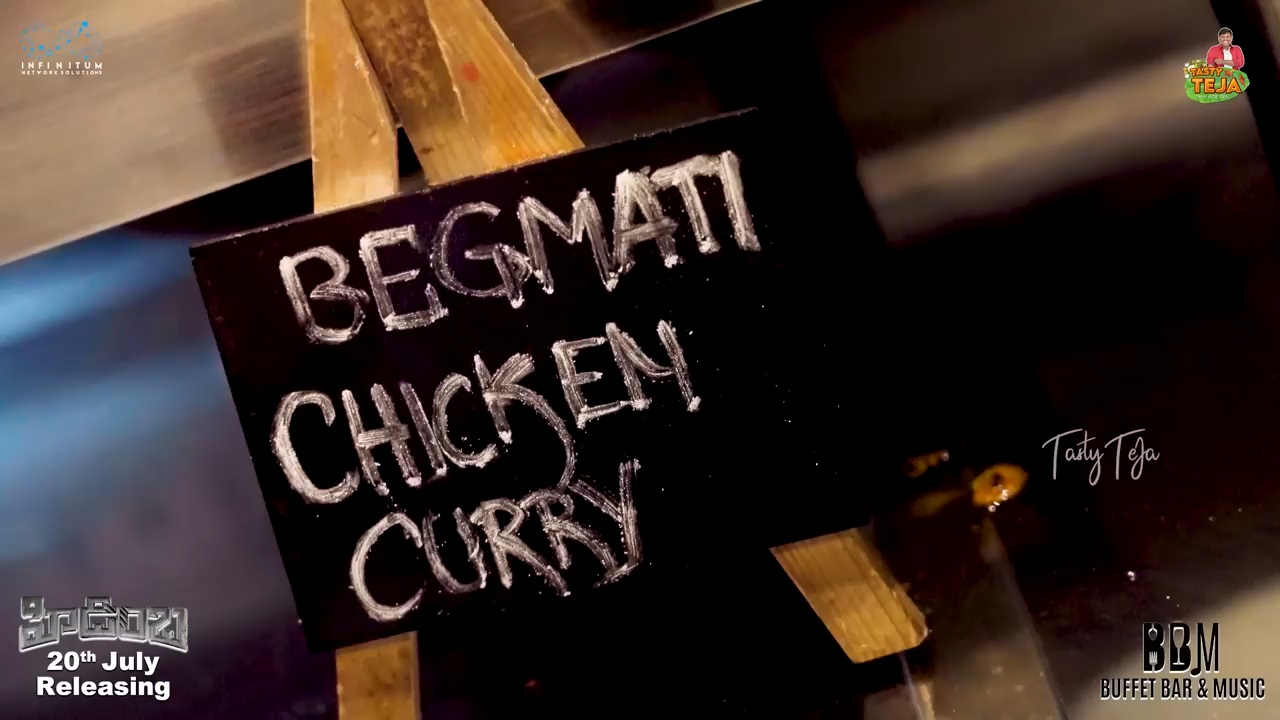 INFINITUM
NETWORK SOLUTIONS
TASTY
TEJA
BEGMATI
CHICKEN
CURRY
Tasty Teja
హిడింబ
20th July
Releasing
BBM
BUFFET BAR & MUSIC